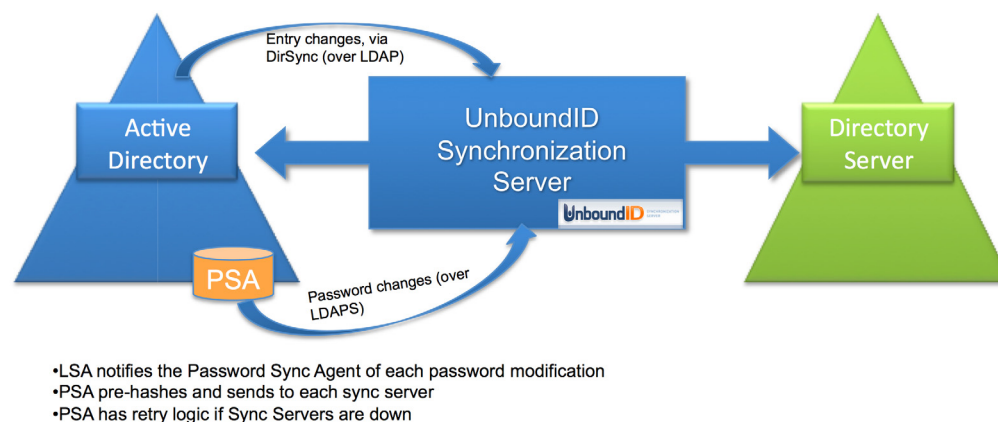 Entry changes, via
DirSync (over LDAP)
Active
Directory
UnboundID
Synchronization
Server
UnboundID
SYNCHRONIZATION
SERVER
Directory
Server
PSA
Password changes (over
LDAPS)
•LSA notifies the Password Sync Agent of each password modification
•PSA pre-hashes and sends to each sync server
•PSA has retry logic if Sync Servers are down